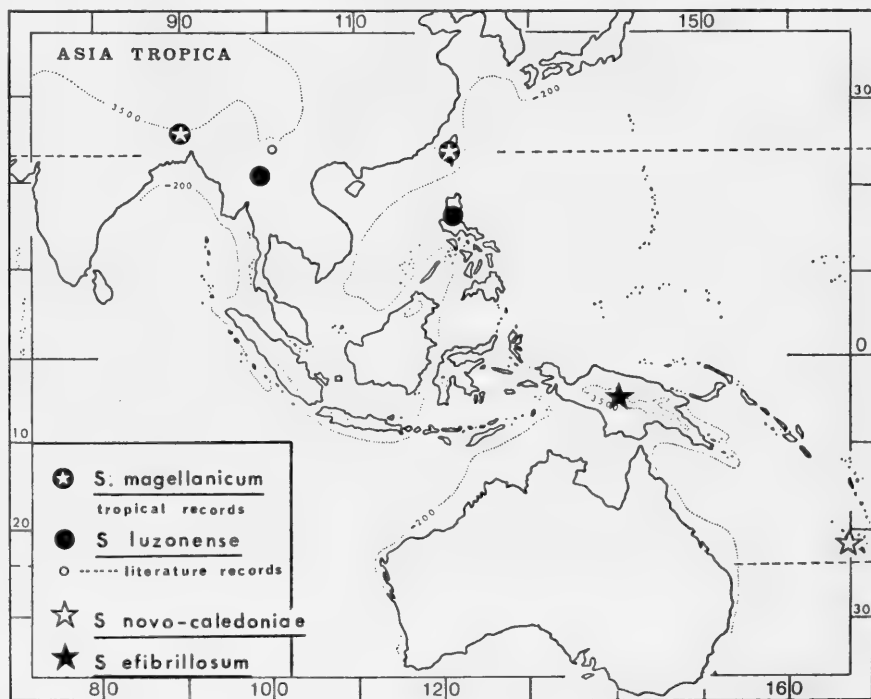 90 110 150
ASIA TROPICA
3500
-200
30
-200
0
3500
10
-200
S. magellanicum
tropical records
20
S luzonense
literature records
S novo-caledoniae
30
S efibrillosum
80 100 120 140 160